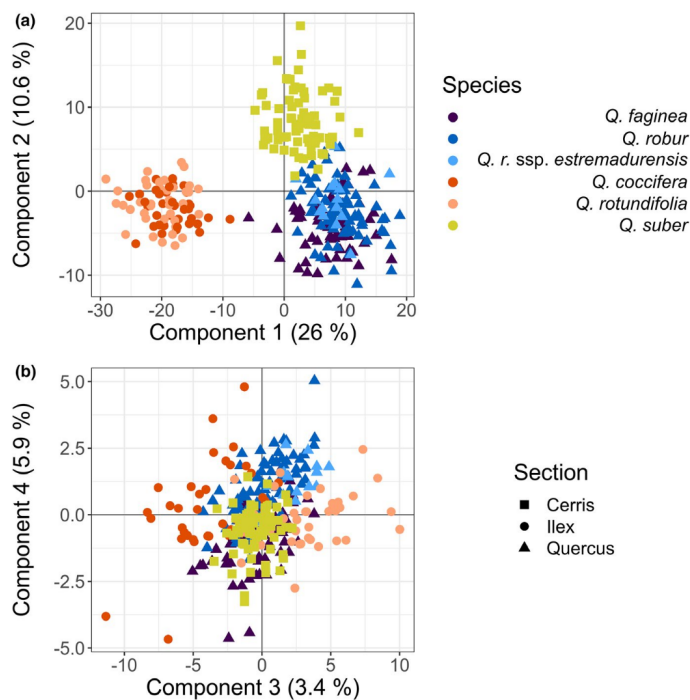 (a)
20
10
0
-10
Component 2 (10.6 %)
-30
-20
-10
0
10
20
Component 1 (26 %)
Species
Q. faginea
Q. robur
Q. r. ssp. estremadurensis
Q. coccifera
Q. rotundifolia
Q. suber
(b)
5.0
2.5
0.0
-2.5
-5.0
Component 4 (5.9 %)
-10
-5
0
5
10
Component 3 (3.4 %)
Section
Cerris
Ilex
Quercus